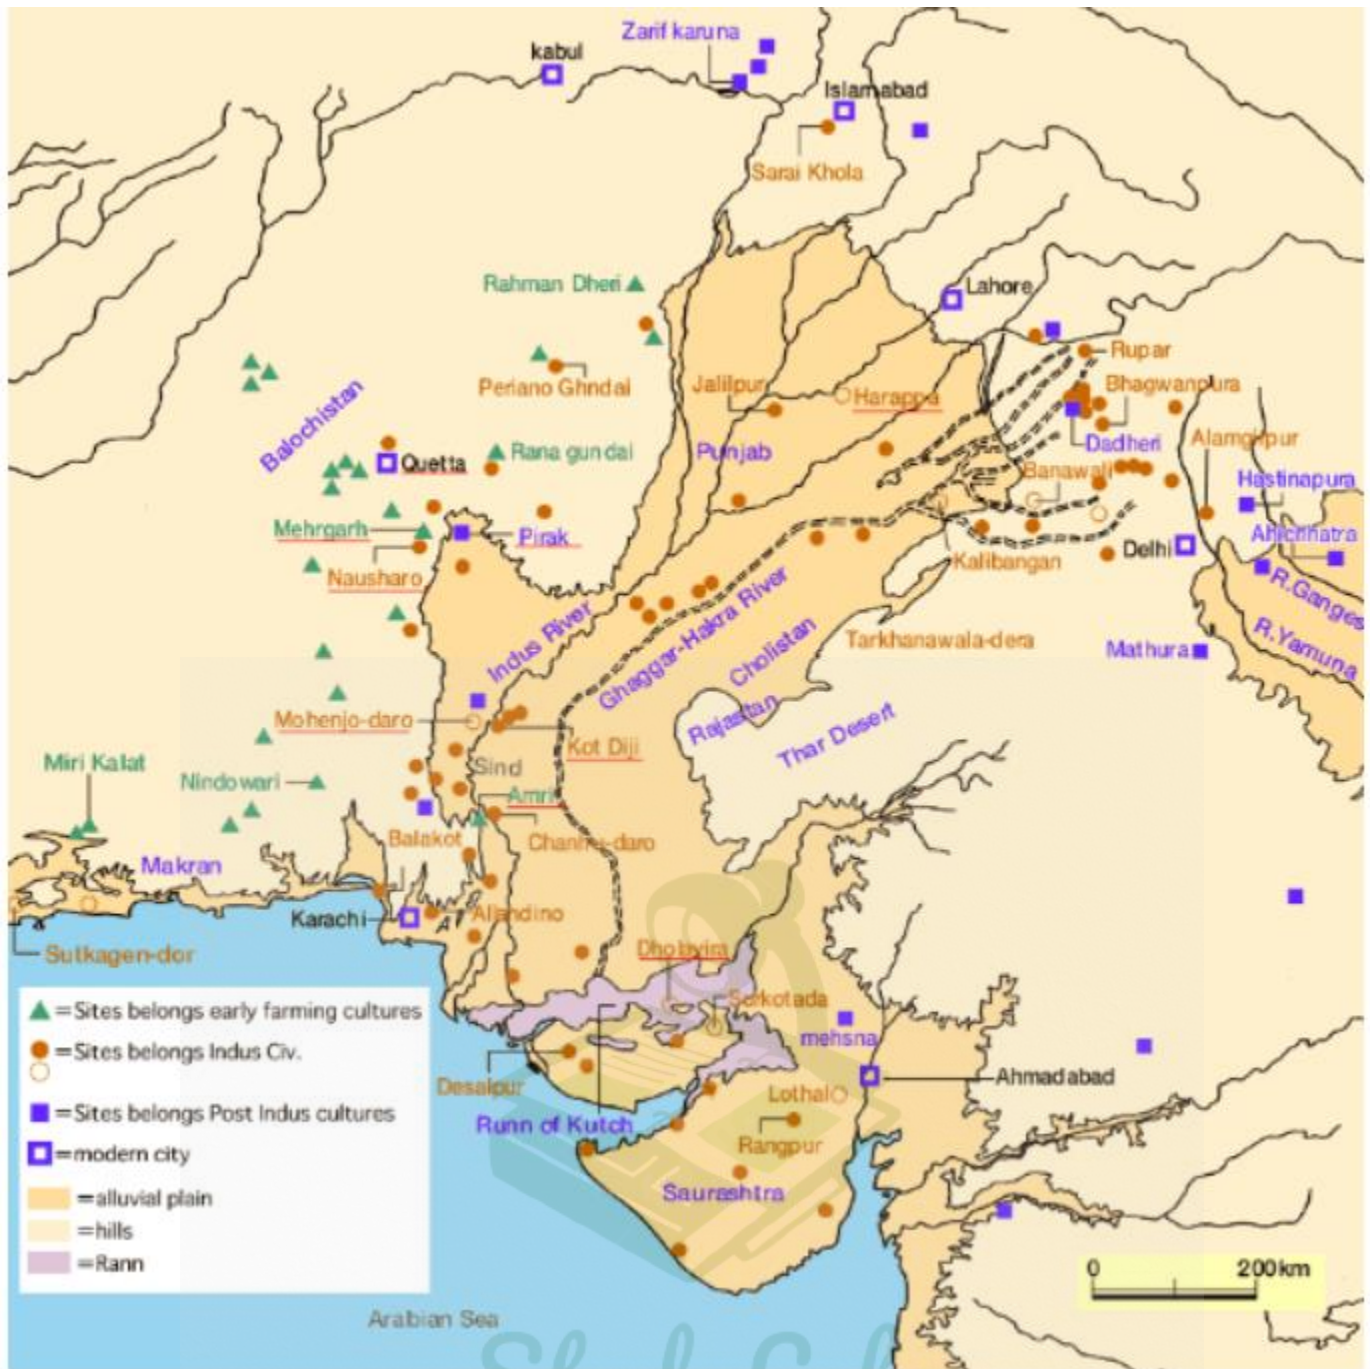 Zarif karuna
kabul
Islamabad
Sarai Khola
Rahman Dheri
Lahore
Rupar
Periano Ghndai
Jalilpur
Harappa
Bhagwanpura
Balochistan
Quetta
Rana gundai
Punjab
Dadheri
Alamgirpur
Banawali
Hastinapura
Mehrgarh
Pirak
Ahichhatra
Delhi
Kalibangan
Nausharo
R.Ganges
Indus River
Ghaggar-Hakra River
Cholistan
Tarkhanawala-dera
R.Yamuna
Mathura
Rajastan
Thar Desert
Mohenjo-daro
Kot Diji
Miri Kalat
Nindowari
Sind
Amri
Balakot
Chanhu-daro
Makran
Karachi
Allandino
Sutkagen-dor
Dholavira
Surkotada
=Sites belongs early farming cultures
=Sites belongs Indus Civ.
=Sites belongs Post Indus cultures
=modern city
=alluvial plain
=hills
=Rann
mehsna
Desalpur
Ahmadabad
Lothal
Runn of Kutch
Rangpur
Saurashtra
0 200km
Arabian Sea